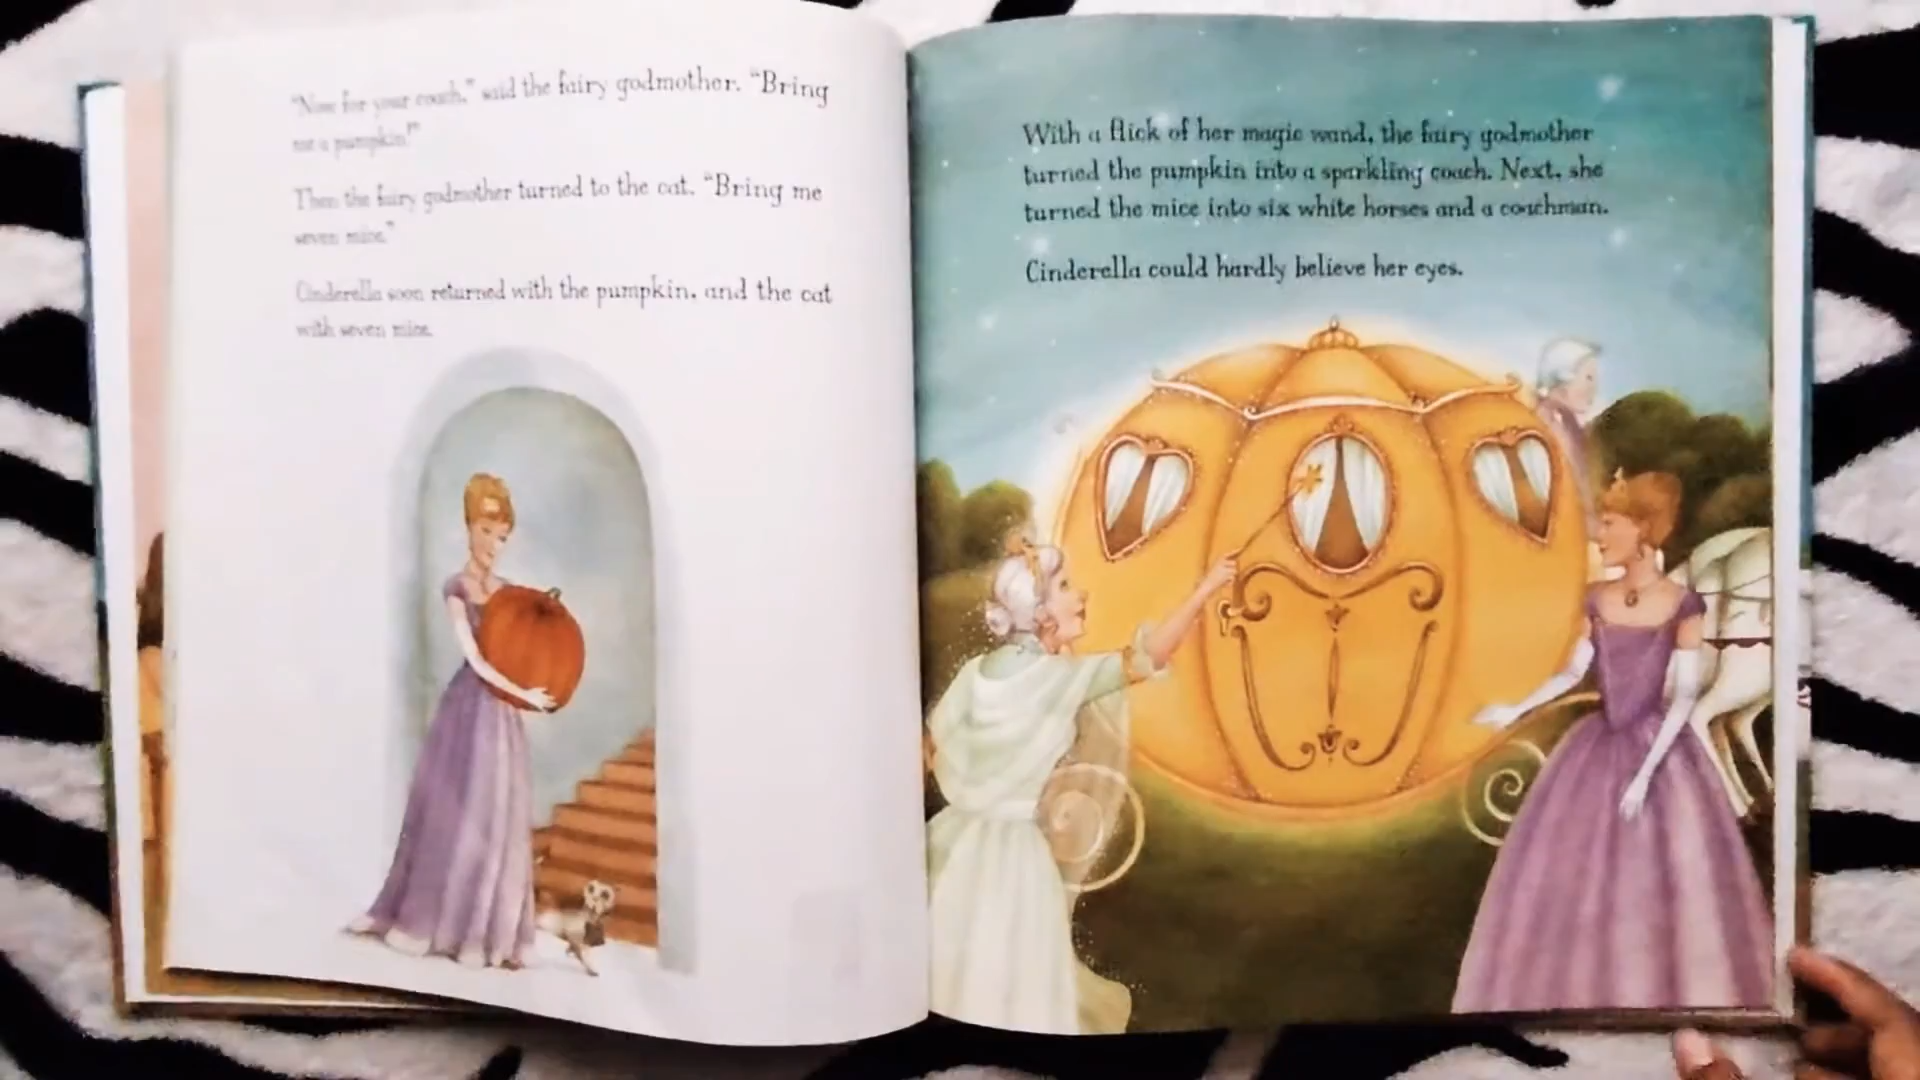 "Now for your coach," said the fairy godmother. "Bring
me a pumpkin!"
Then the fairy godmother turned to the cat. "Bring me
seven mice."
Cinderella soon returned with the pumpkin, and the cat
with seven mice.
With a flick of her magic wand, the fairy godmother
turned the pumpkin into a sparkling coach. Next, she
turned the mice into six white horses and a coachman.
Cinderella could hardly believe her eyes.